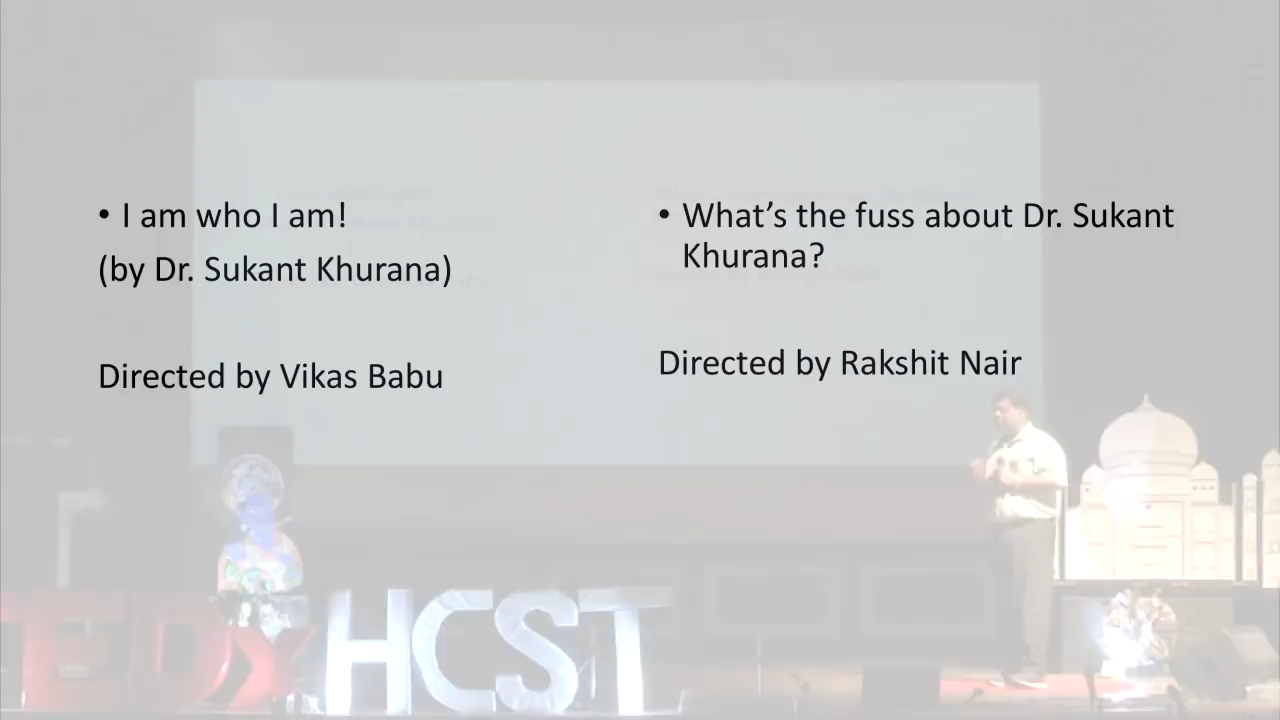 • I am who I am!
(by Dr. Sukant Khurana)
Directed by Vikas Babu
• What’s the fuss about Dr. Sukant
Khurana?
Directed by Rakshit Nair
TEDx HCST